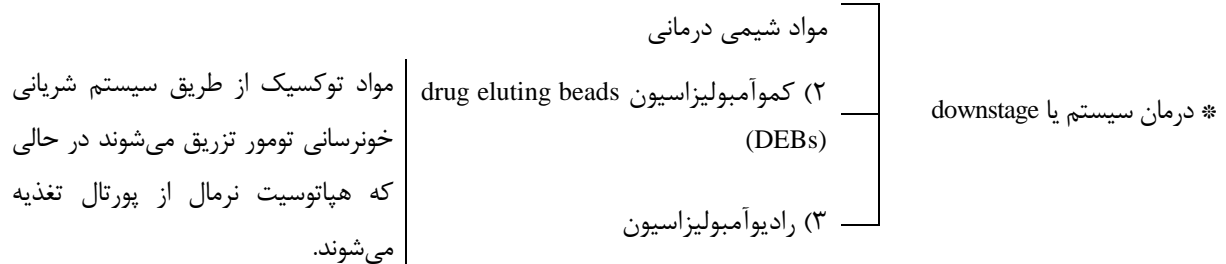 * درمان سیستم یا downstage
مواد شیمی درمانی
۲) کموآمبولیزاسیون drug eluting beads
(DEBs)
۳) رادیوآمبولیزاسیون
مواد توکسیک از طریق سیستم شریانی
خونرسانی تومور تزریق می‌شوند در حالی
که هپاتوسیت نرمال از پورتال تغذیه
می‌شوند.